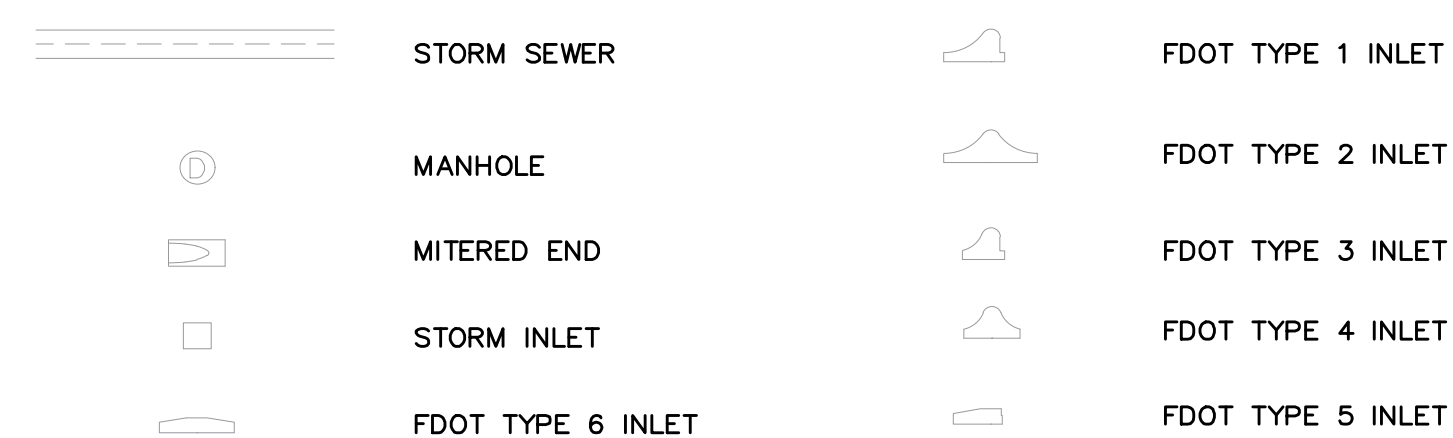 STORM SEWER
D
MANHOLE
MITERED END
STORM INLET
FDOT TYPE 6 INLET
FDOT TYPE 1 INLET
FDOT TYPE 2 INLET
FDOT TYPE 3 INLET
FDOT TYPE 4 INLET
FDOT TYPE 5 INLET